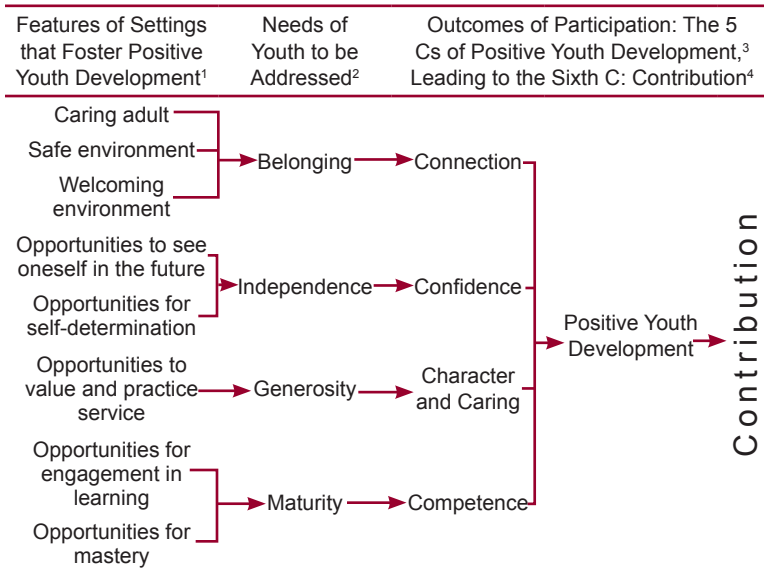 Features of Settings
that Foster Positive
Youth Development¹
Needs of
Youth to be
Addressed²
Outcomes of Participation: The 5
Cs of Positive Youth Development,³
Leading to the Sixth C: Contribution⁴
Caring adult
Safe environment
Welcoming
environment
Belonging
Connection
Opportunities to see
oneself in the future
Opportunities for
self-determination
Independence
Confidence
Opportunities to
value and practice
service
Generosity
Character
and Caring
Opportunities for
engagement in
learning
Opportunities for
mastery
Maturity
Competence
Positive Youth
Development
Contribution